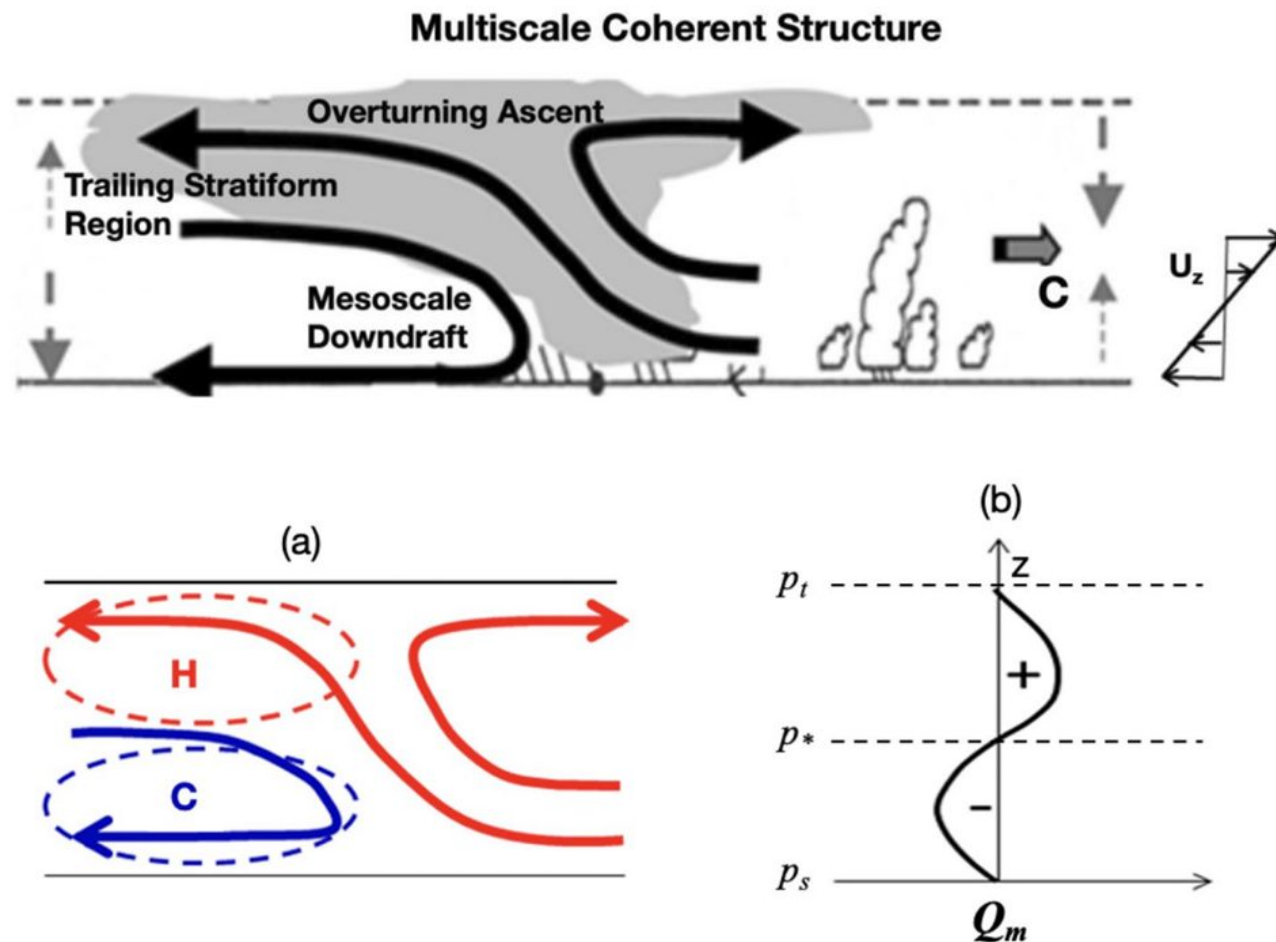 Multiscale Coherent Structure
Overturning Ascent
Trailing Stratiform
Region
Mesoscale
Downdraft
C
Uz
(a)
H
C
(b)
z
pt
+
p*
−
ps
Qm